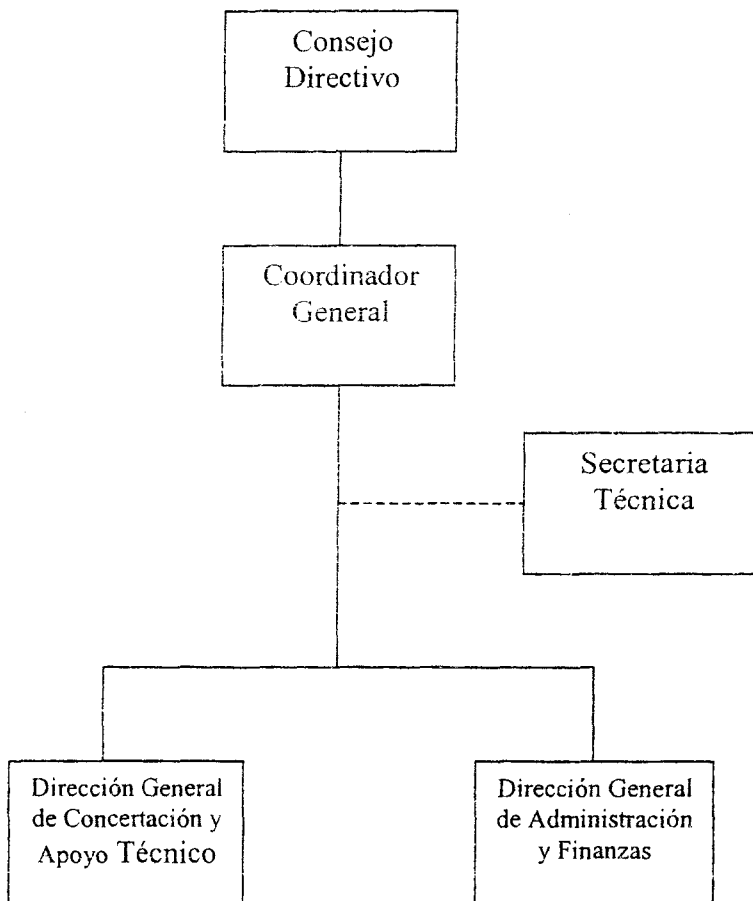 Consejo
Directivo
Coordinador
General
Secretaria
Técnica
Dirección General
de Concertación y
Apoyo Técnico
Dirección General
de Administración
y Finanzas